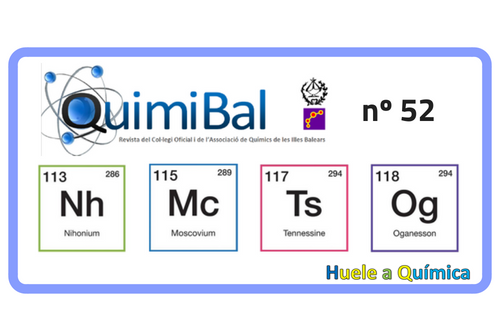 QuimiBal
nº 52
Revista del Col·legi Oficial i de l'Associació de Químics de les Illes Balears
113 286
Nh
Nihonium
115 289
Mc
Moscovium
117 294
Ts
Tennessine
118 294
Og
Oganesson
Huele a Química